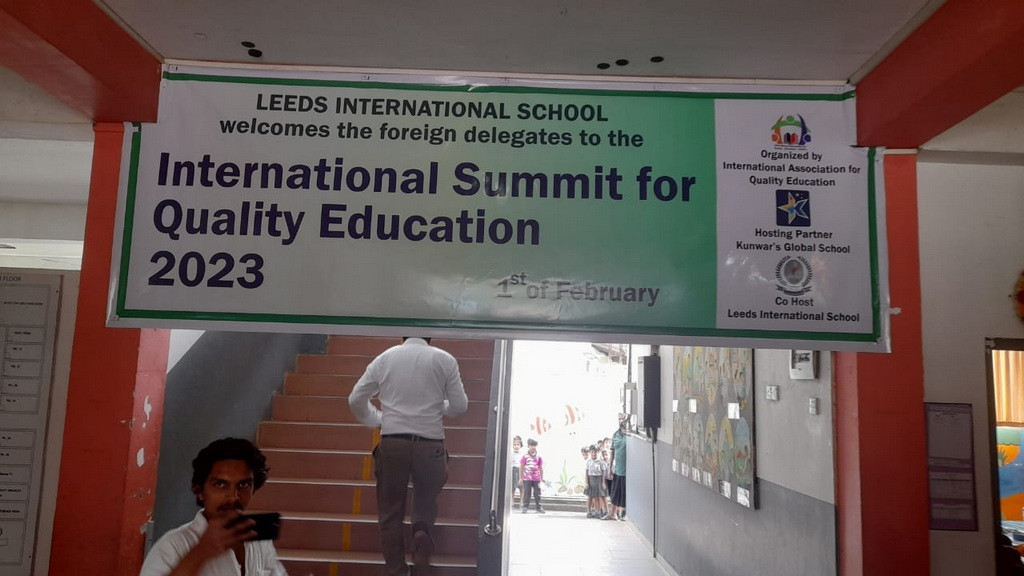 LEEDS INTERNATIONAL SCHOOL
welcomes the foreign delegates to the
International Summit for
Quality Education
2023
1st of February
Organized by
International Association for
Quality Education
Hosting Partner
Kunwar's Global School
Co Host
Leeds International School